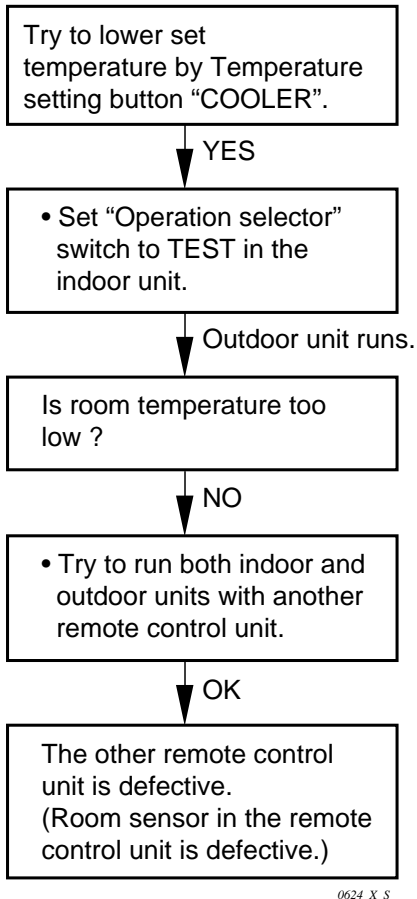 Try to lower set
temperature by Temperature
setting button “COOLER”.
YES
• Set “Operation selector”
switch to TEST in the
indoor unit.
Outdoor unit runs.
Is room temperature too
low ?
NO
• Try to run both indoor and
outdoor units with another
remote control unit.
OK
The other remote control
unit is defective.
(Room sensor in the remote
control unit is defective.)
0624_X_S